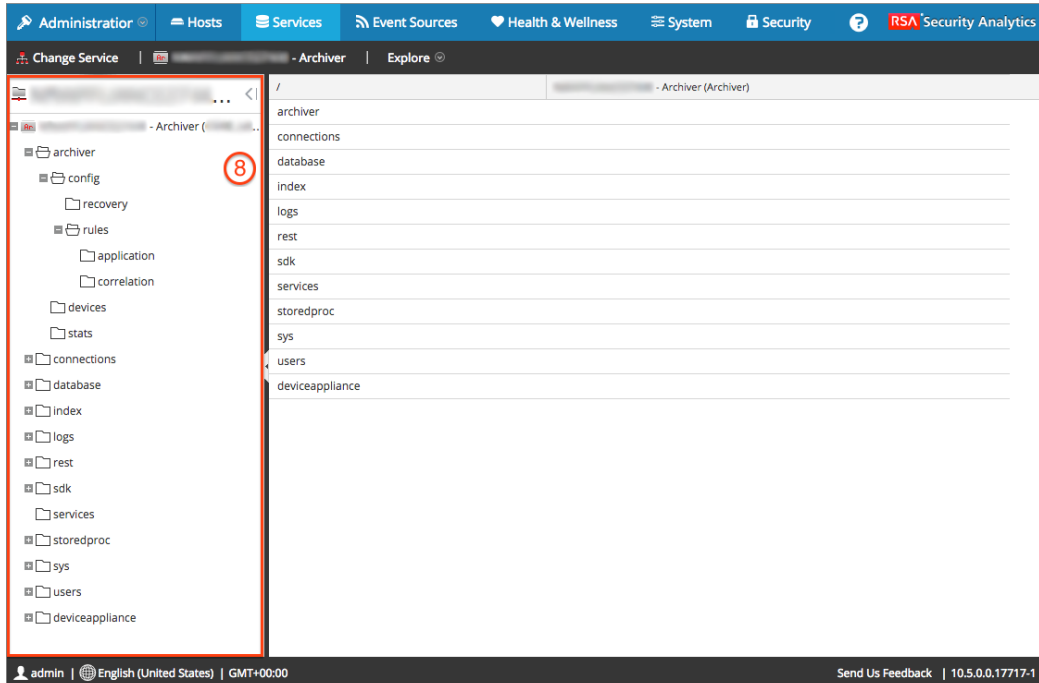 Administration Hosts Services Event Sources Health & Wellness System Security ? RSA Security Analytics
Change Service | - Archiver | Explore
...
/ - Archiver (Archiver)
- Archiver ( ..
archiver
config
recovery
rules
application
correlation
devices
stats
connections
database
index
logs
rest
sdk
services
storedproc
sys
users
deviceappliance
8
archiver
connections
database
index
logs
rest
sdk
services
storedproc
sys
users
deviceappliance
admin | English (United States) | GMT+00:00 Send Us Feedback | 10.5.0.0.17717-1